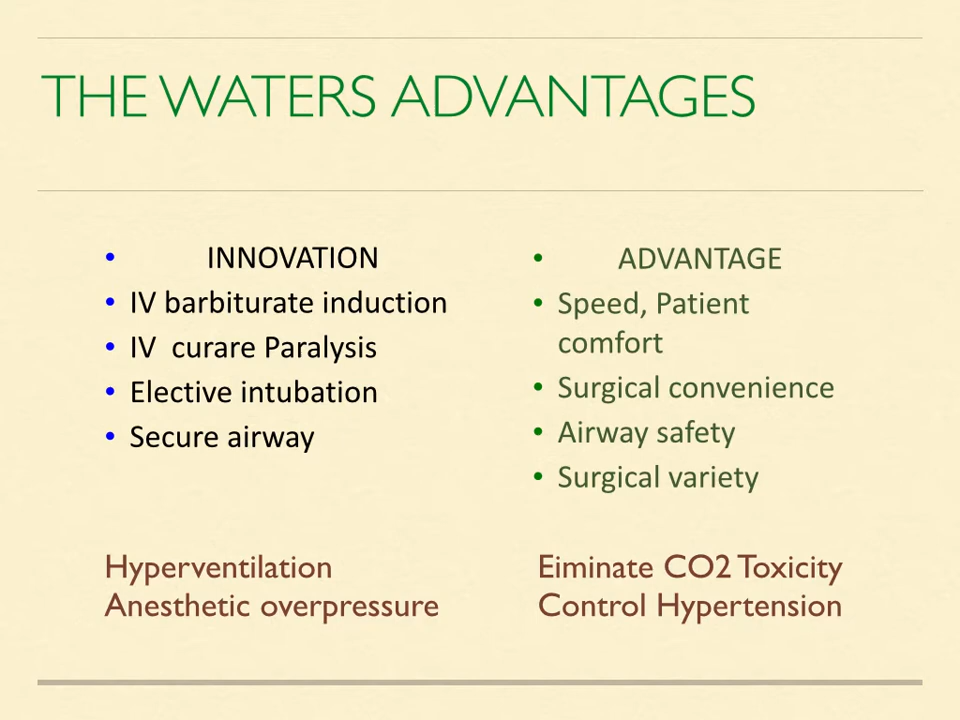 THE WATERS ADVANTAGES
• INNOVATION
• IV barbiturate induction
• IV curare Paralysis
• Elective intubation
• Secure airway
• ADVANTAGE
• Speed, Patient
comfort
• Surgical convenience
• Airway safety
• Surgical variety
Hyperventilation
Anesthetic overpressure
Eiminate CO2 Toxicity
Control Hypertension